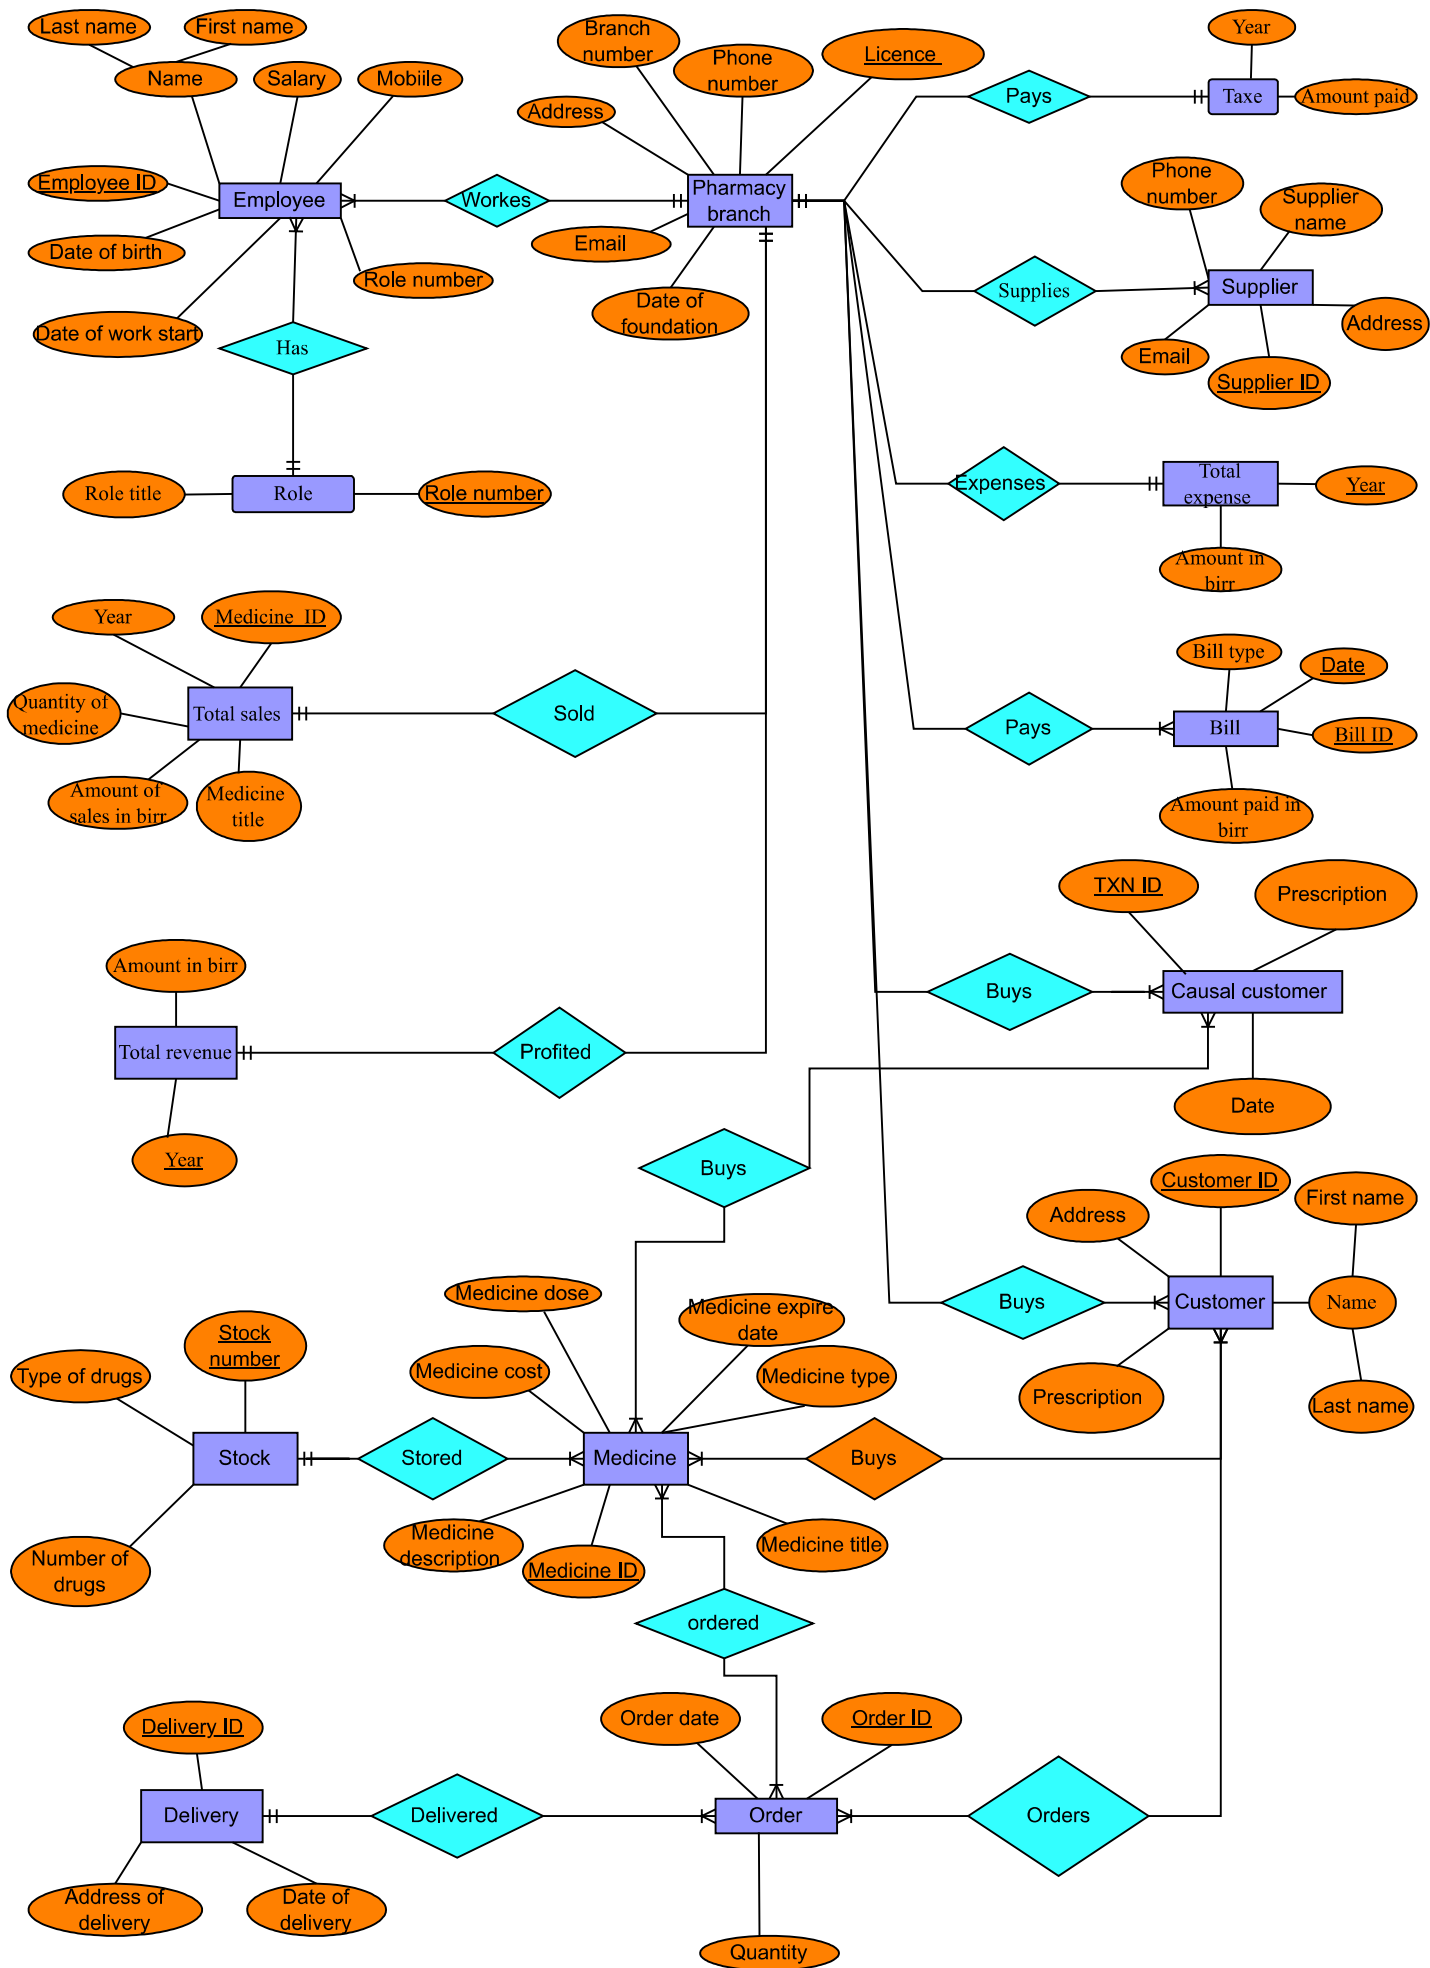 Last name
First name
Name
Salary
Mobiile
Employee ID
Employee
Date of birth
Date of work start
Role number
Has
Role title
Role
Role number
Workes
Branch
number
Phone
number
Licence
Address
Pharmacy
branch
Email
Date of
foundation
Pays
Year
Taxe
Amount paid
Phone
number
Supplier
name
Supplies
Supplier
Address
Email
Supplier ID
Expenses
Total
expense
Year
Amount in
birr
Year
Medicine  ID
Quantity of
medicine
Total sales
Amount of
sales in birr
Medicine
title
Sold
Bill type
Date
Pays
Bill
Bill ID
Amount paid in
birr
TXN ID
Prescription
Buys
Causal customer
Date
Amount in birr
Total revenue
Profited
Year
Buys
Customer ID
First name
Address
Buys
Customer
Name
Prescription
Last name
Medicine dose
Medicine expire
date
Medicine cost
Medicine type
Stock
number
Type of drugs
Stock
Stored
Medicine
Buys
Number of
drugs
Medicine
description
Medicine ID
Medicine title
ordered
Delivery ID
Order date
Order ID
Delivery
Delivered
Order
Orders
Address of
delivery
Date of
delivery
Quantity